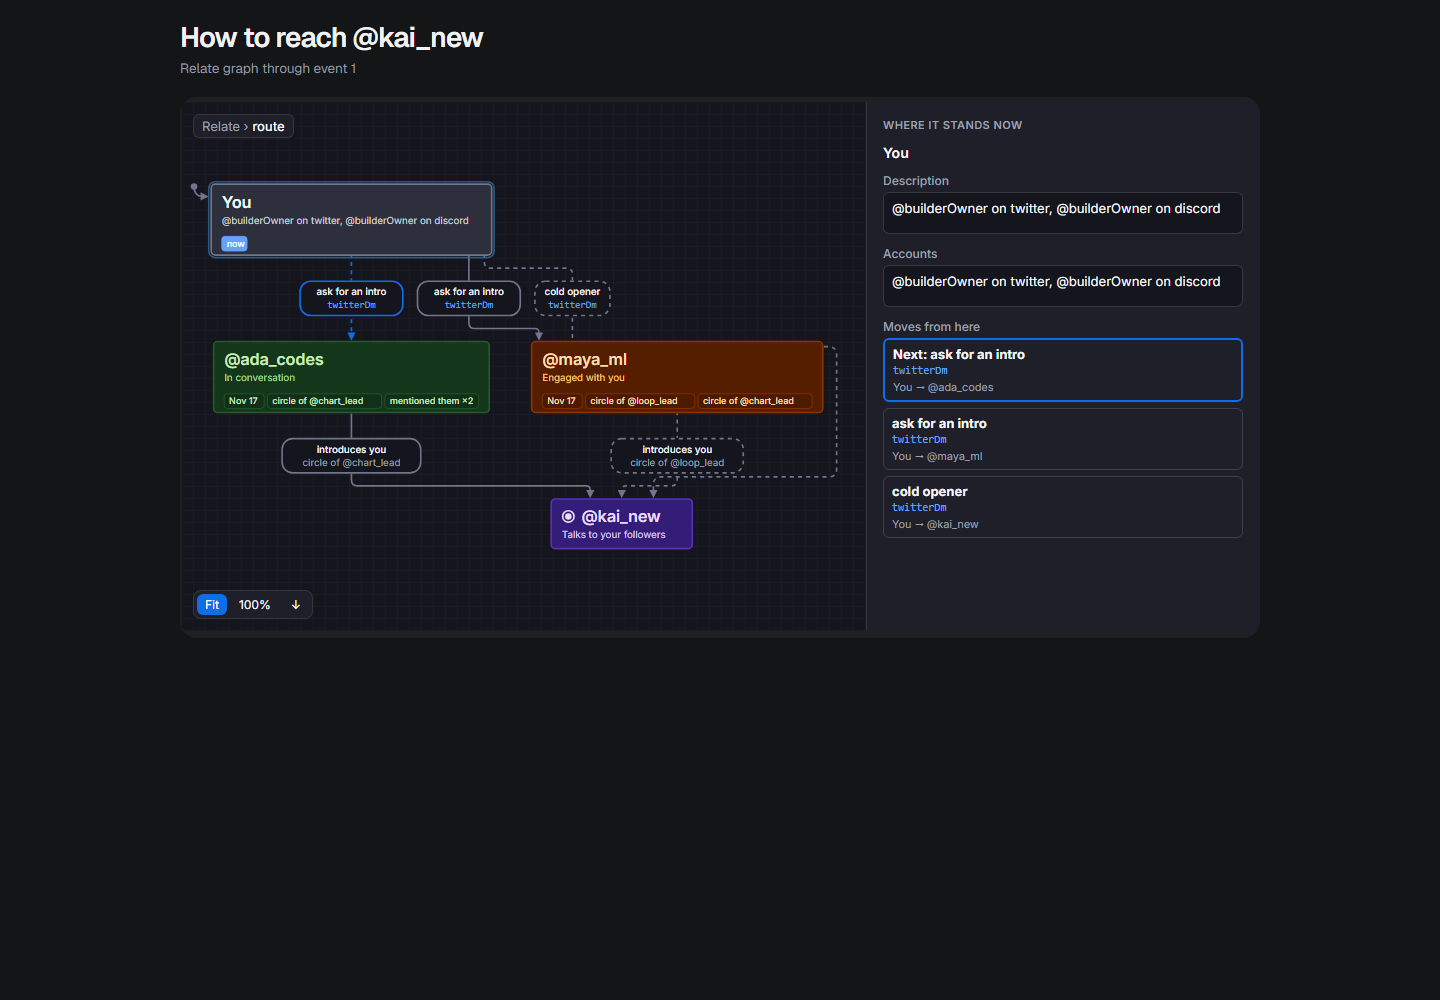 How to reach @kai_new
Relate graph through event 1
Relate › route
You
@builderOwner on twitter, @builderOwner on discord
now
ask for an intro
twitterDm
ask for an intro
twitterDm
cold opener
twitterDm
@ada_codes
In conversation
Nov 17
circle of @chart_lead
mentioned them ×2
@maya_ml
Engaged with you
Nov 17
circle of @loop_lead
circle of @chart_lead
introduces you
circle of @chart_lead
introduces you
circle of @loop_lead
@kai_new
Talks to your followers
Fit
100%
↓
WHERE IT STANDS NOW
You
Description
@builderOwner on twitter, @builderOwner on discord
Accounts
@builderOwner on twitter, @builderOwner on discord
Moves from here
Next: ask for an intro
twitterDm
You → @ada_codes
ask for an intro
twitterDm
You → @maya_ml
cold opener
twitterDm
You → @kai_new